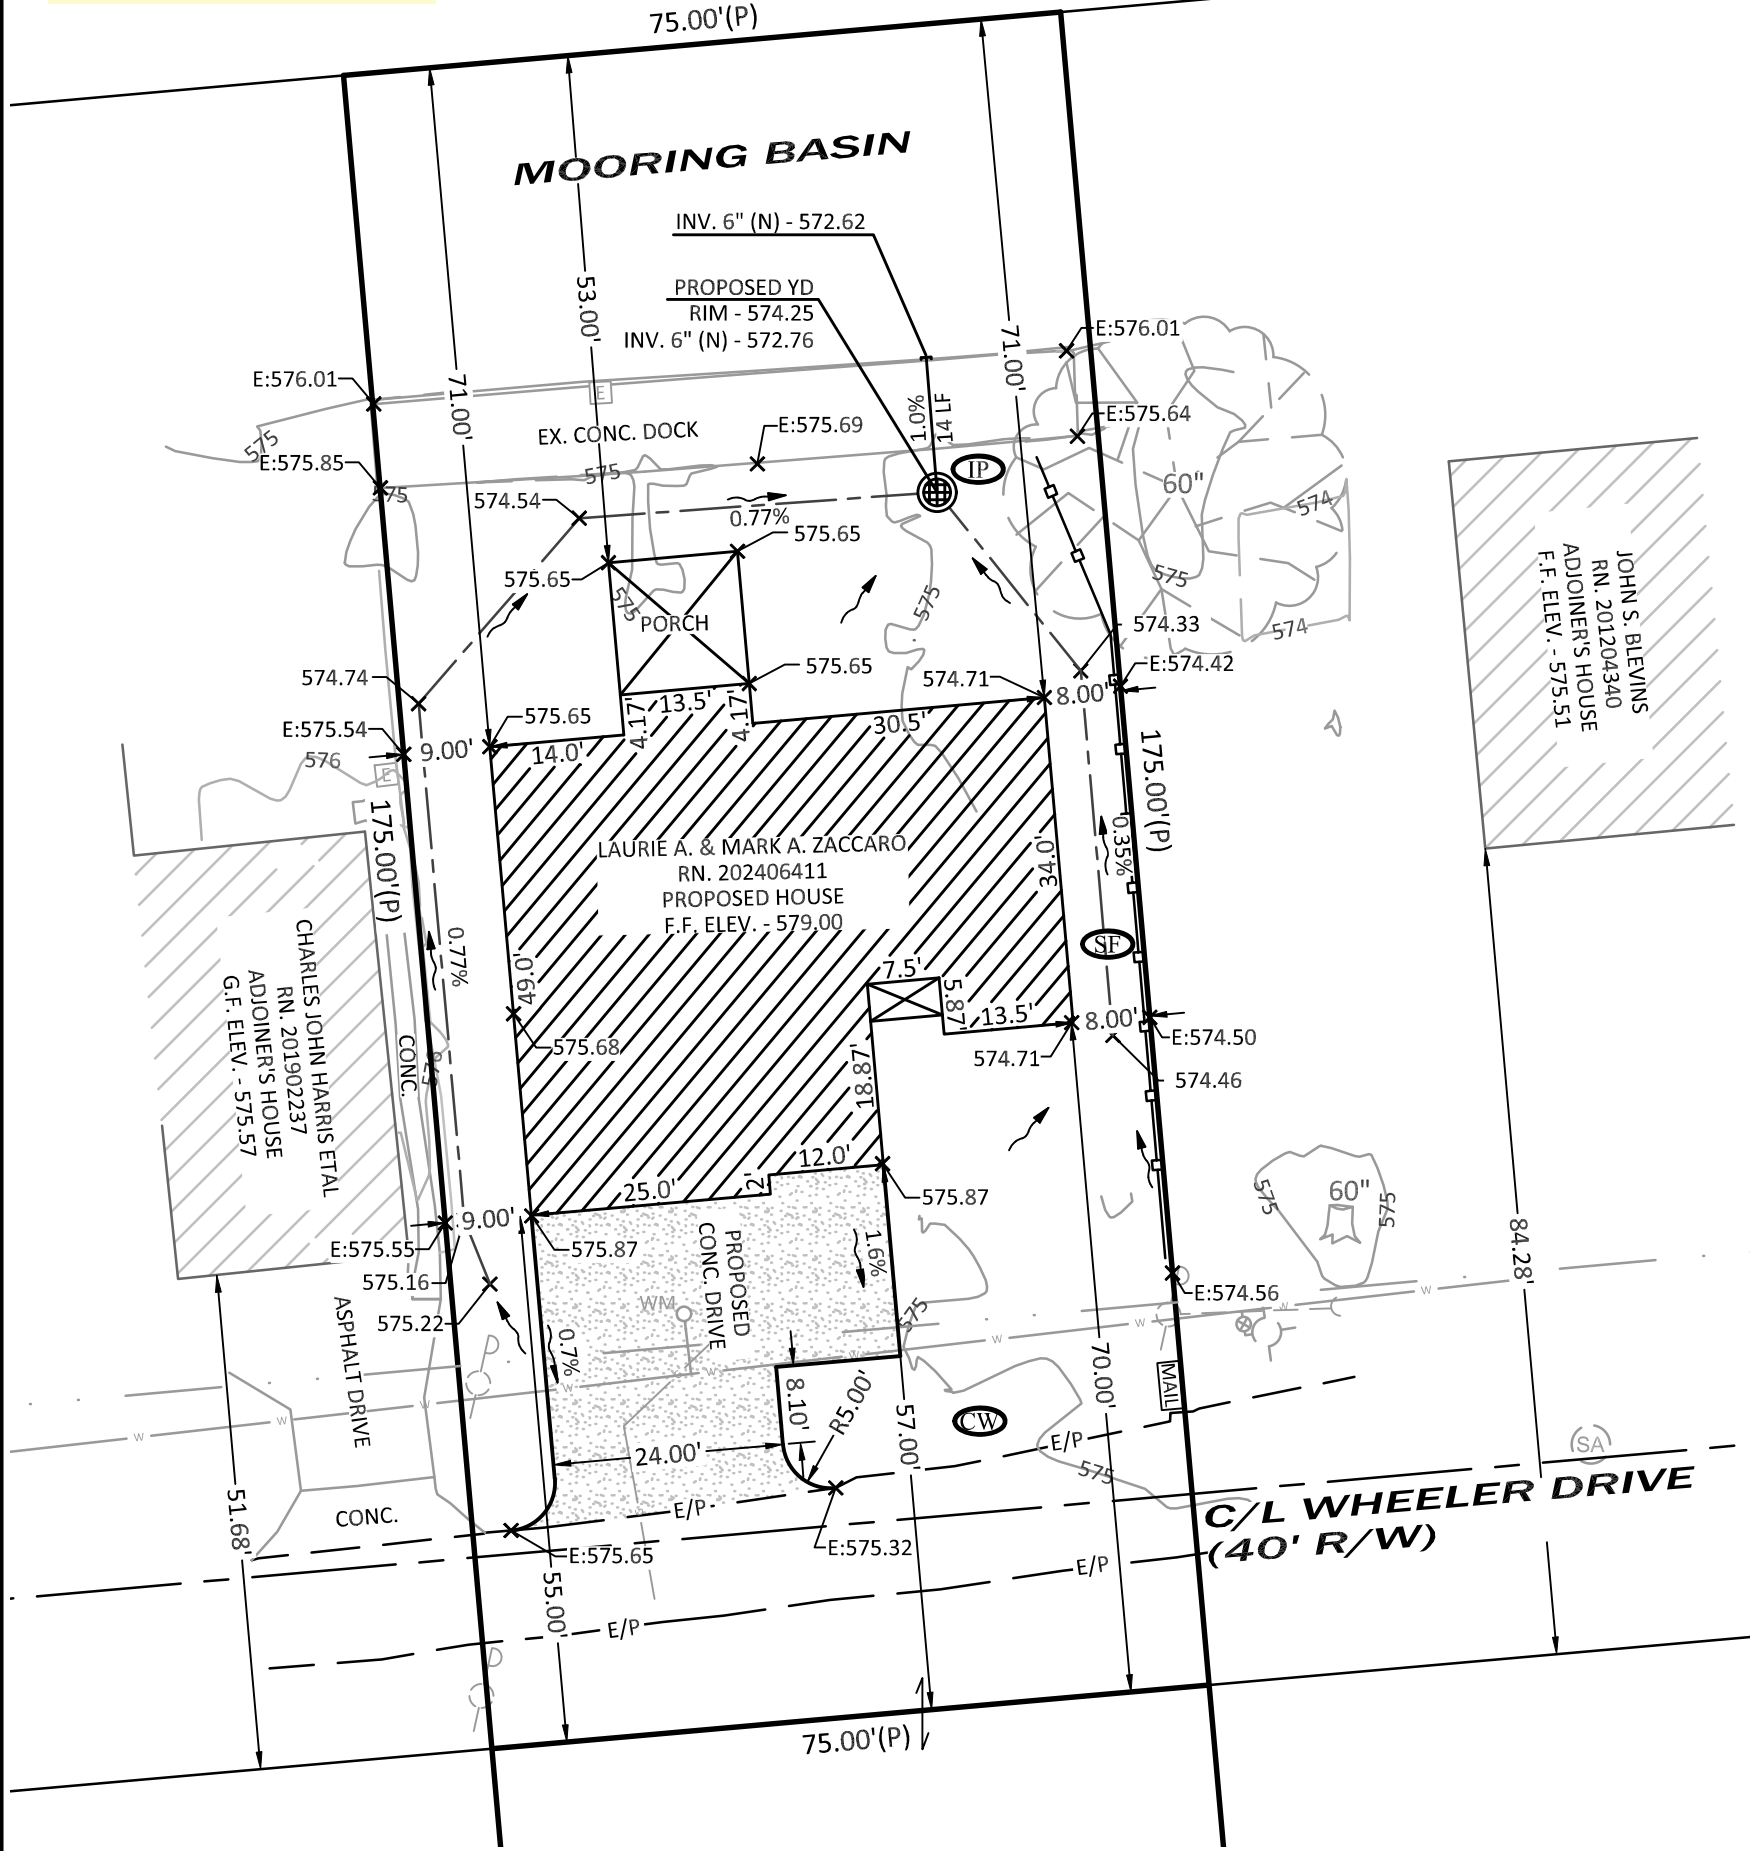 75.00'(P)
MOORING BASIN
INV. 6" (N) - 572.62
PROPOSED YD
RIM - 574.25
INV. 6" (N) - 572.76
53.00'
71.00'
71.00'
E:576.01
E:576.01
E
1.0%
14 LF
E:575.64
EX. CONC. DOCK
E:575.69
575
E:575.85
575
575
IP
60"
574
574.54
0.77%
575.65
575.65
575
575
575
574
PORCH
574.33
575.65
574.71
E:574.42
574.74
8.00'
13.5'
4.17'
4.17'
30.5'
575.65
E:575.54
576
9.00'
14.0'
E
175.00'(P)
175.00'(P)
JOHN S. BLEVINS
RN. 201204340
ADJOINER'S HOUSE
F.F. ELEV. - 575.51
LAURIE A. & MARK A. ZACCARO
RN. 202406411
PROPOSED HOUSE
F.F. ELEV. - 579.00
34.0'
0.35%
SF
0.77%
49.0'
7.5'
5.87'
13.5'
8.00'
E:574.50
574.71
574.46
575.68
CONC.
18.87'
CHARLES JOHN HARRIS ETAL
RN. 201902237
ADJOINER'S HOUSE
G.F. ELEV. - 575.57
12.0'
25.0'
2'
575.87
9.00'
E:575.55
575.87
575.16
575.22
PROPOSED
CONC. DRIVE
1.6%
0.7%
WM
575
575
60"
575
E:574.56
84.28'
ASPHALT DRIVE
W
W
W
W
W
W
W
W
W
W
8.10'
R5.00'
57.00'
70.00'
MAIL
CW
24.00'
E/P
575
SA
51.68'
CONC.
E/P
E:575.65
E:575.32
C/L WHEELER DRIVE
(40' R/W)
E/P
55.00'
E/P
75.00'(P)